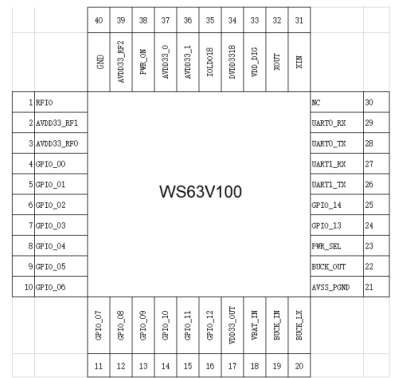 40 39 38 37 36 35 34 33 32 31
GND AVDD33_RF2 PWR_ON AVDD33_0 AVDD33_1 IOLDO18 DVDD3318 VDD_DIG XOUT XIN
1 RFIO
2 AVDD33_RF1
3 AVDD33_RF0
4 GPIO_00
5 GPIO_01
6 GPIO_02
7 GPIO_03
8 GPIO_04
9 GPIO_05
10 GPIO_06
WS63V100
NC 30
UART0_RX 29
UART0_TX 28
UART1_RX 27
UART1_TX 26
GPIO_14 25
GPIO_13 24
PWR_SEL 23
BUCK_OUT 22
AVSS_PGND 21
GPIO_07 GPIO_08 GPIO_09 GPIO_10 GPIO_11 GPIO_12 VDD33_OUT VBAT_IN BUCK_IN BUCK_LX
11 12 13 14 15 16 17 18 19 20